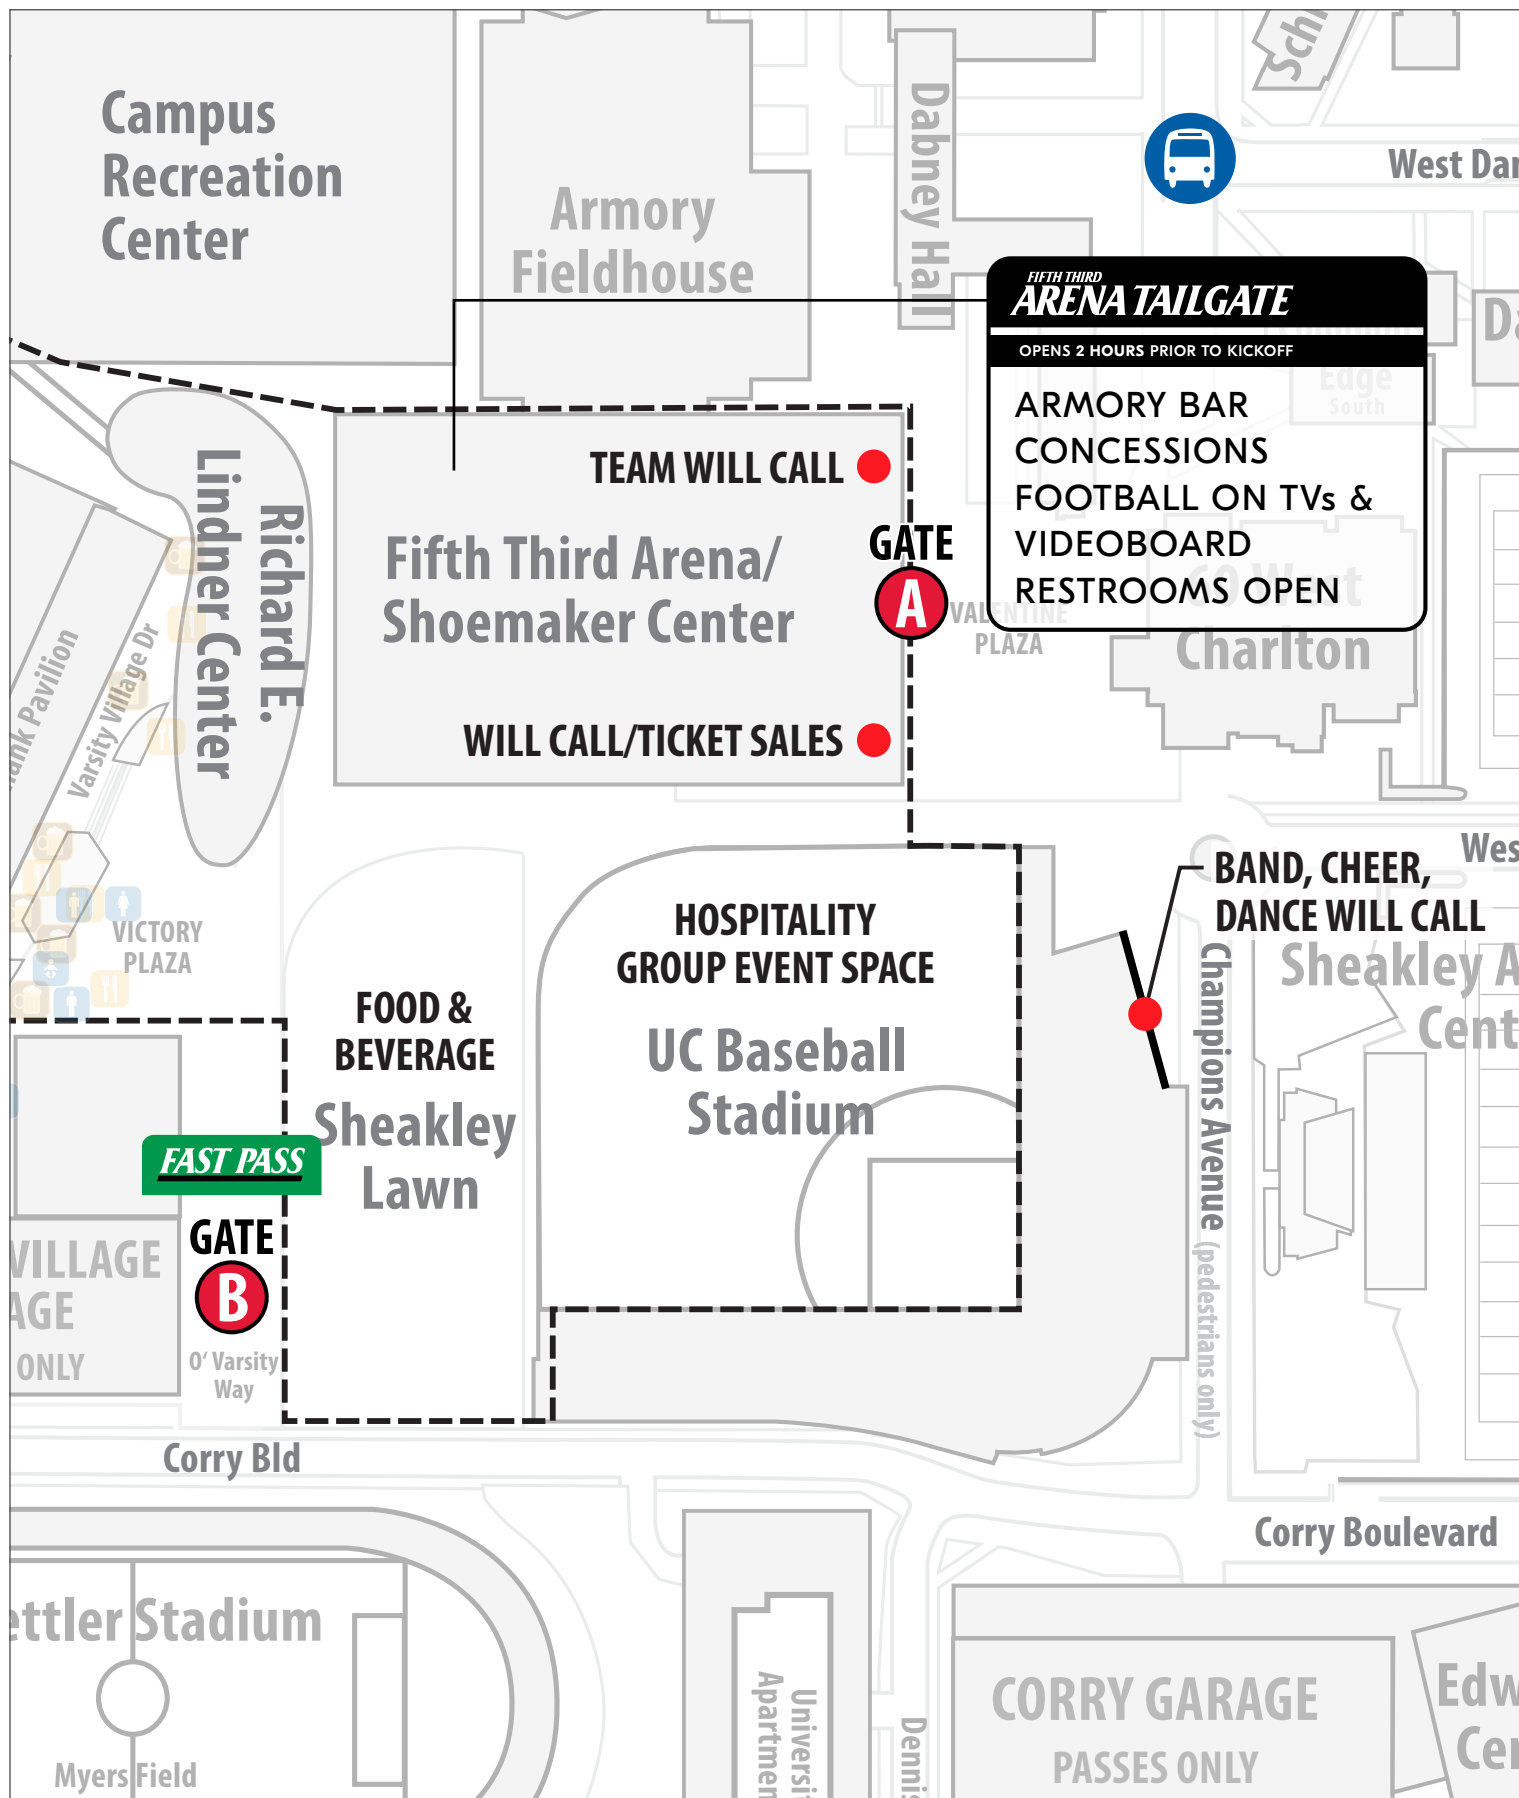 Campus
Recreation
Center
Armory
Fieldhouse
Dabney Hall
West
FIFTH THIRD
ARENA TAILGATE
OPENS 2 HOURS PRIOR TO KICKOFF
ARMORY BAR
CONCESSIONS
FOOTBALL ON TVs &
VIDEOBOARD
RESTROOMS OPEN
Edge
South
60 West
Charlton
TEAM WILL CALL
Fifth Third Arena/
Shoemaker Center
WILL CALL/TICKET SALES
GATE
A
VALENTINE
PLAZA
Richard E.
Lindner Center
Pavilion
Varsity Village Dr
VICTORY
PLAZA
BAND, CHEER,
DANCE WILL CALL
Sheakley
HOSPITALITY
GROUP EVENT SPACE
UC Baseball
Stadium
FOOD &
BEVERAGE
Sheakley
Lawn
Champions Avenue (pedestrians only)
FAST PASS
GATE
B
VILLAGE
ONLY
O‘ Varsity
Way
Corry Bld
Corry Boulevard
Stadium
Myers Field
CORRY GARAGE
PASSES ONLY